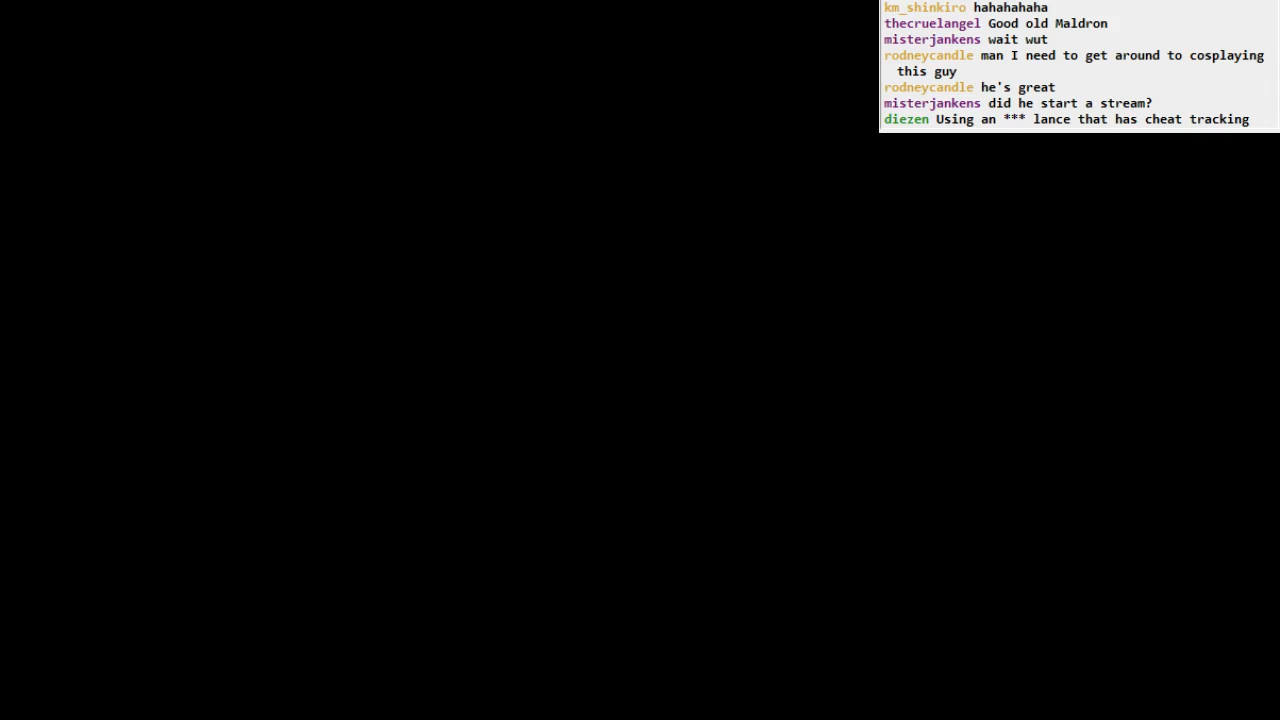 km_shinkiro hahahahaha
thecruelangel Good old Maldron
misterjankens wait wut
rodneycandle man I need to get around to cosplaying
this guy
rodneycandle he's great
misterjankens did he start a stream?
diezen Using an *** lance that has cheat tracking